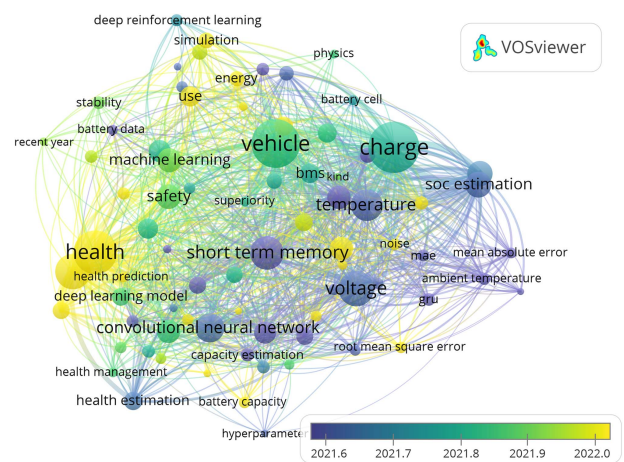 deep reinforcement learning
simulation
VOSviewer
physics
energy
use
battery cell
stability
battery data
recent year
vehicle
charge
machine learning
bms
kind
soc estimation
safety
superiority
temperature
health
short term memory
noise
mae
mean absolute error
health prediction
ambient temperature
deep learning model
voltage
gru
convolutional neural network
capacity estimation
root mean square error
health management
health estimation
battery capacity
hyperparameter
2021.6
2021.7
2021.8
2021.9
2022.0